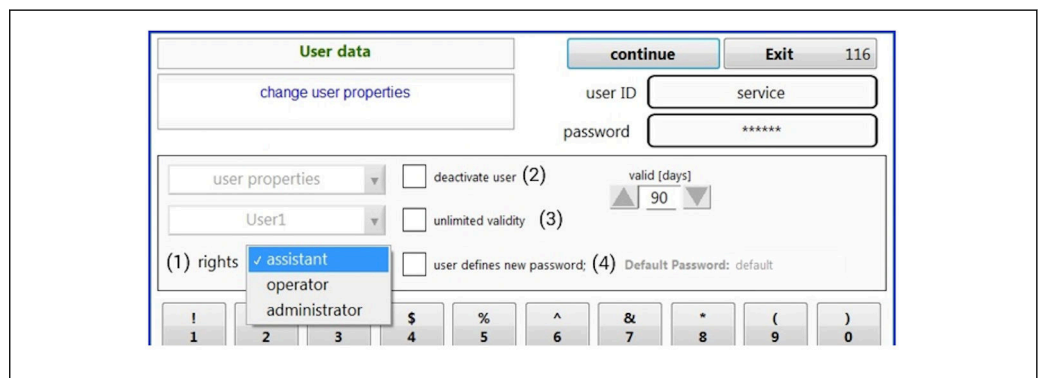 User data
continue
Exit 116
change user properties
user ID service
password ******
user properties
deactivate user (2)
valid [days]
90
User1
unlimited validity (3)
(1) rights ✓ assistant
user defines new password; (4) Default Password: default
operator
administrator
! $ % ^ & * ( )
1 2 3 4 5 6 7 8 9 0